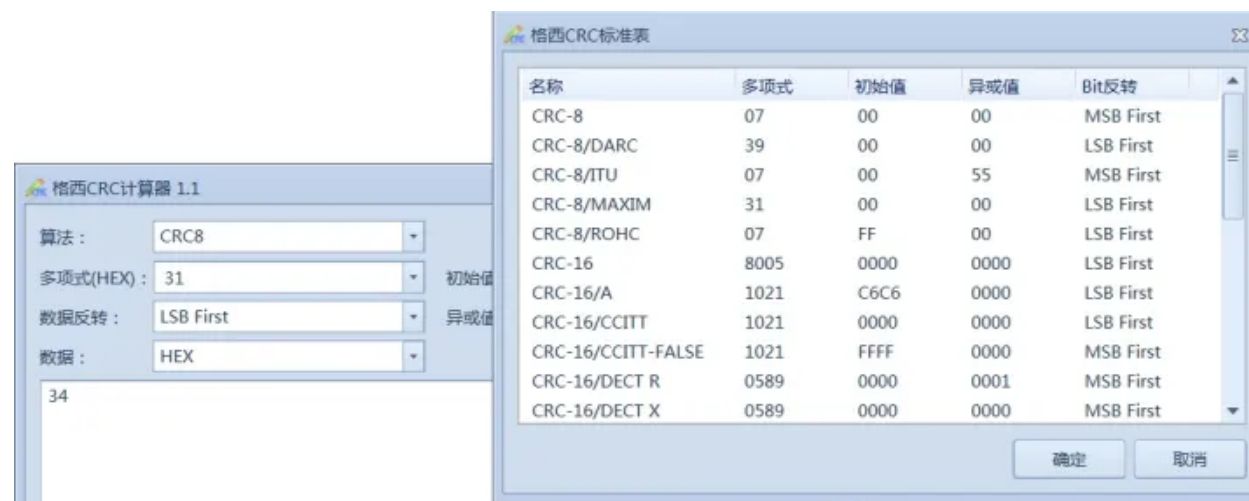 格西CRC标准表
名称 多项式 初始值 异或值 Bit反转
CRC-8 07 00 00 MSB First
CRC-8/DARC 39 00 00 LSB First
CRC-8/ITU 07 00 55 MSB First
CRC-8/MAXIM 31 00 00 LSB First
CRC-8/ROHC 07 FF 00 LSB First
CRC-16 8005 0000 0000 LSB First
CRC-16/A 1021 C6C6 0000 LSB First
CRC-16/CCITT 1021 0000 0000 LSB First
CRC-16/CCITT-FALSE 1021 FFFF 0000 MSB First
CRC-16/DECT R 0589 0000 0001 MSB First
CRC-16/DECT X 0589 0000 0000 MSB First
确定 取消
格西CRC计算器 1.1
算法： CRC8
多项式(HEX)： 31 初始值
数据反转： LSB First 异或值
数据： HEX
34